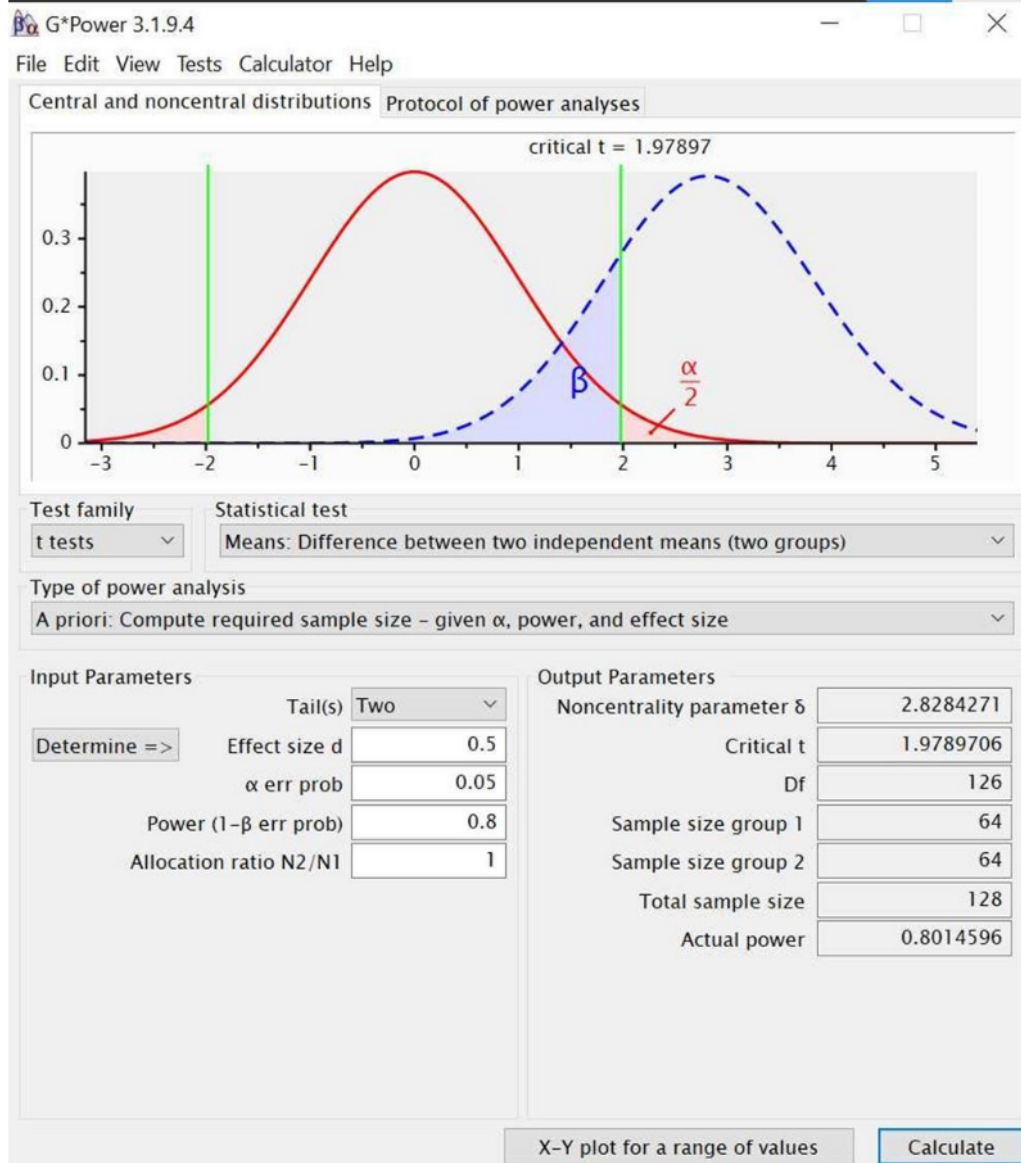 G*Power 3.1.9.4
File Edit View Tests Calculator Help
Central and noncentral distributions Protocol of power analyses
critical t = 1.97897
0.3
0.2
0.1
0
β
α
2
-3 -2 -1 0 1 2 3 4 5
Test family Statistical test
t tests Means: Difference between two independent means (two groups)
Type of power analysis
A priori: Compute required sample size – given α, power, and effect size
Input Parameters Output Parameters
Tail(s) Two Noncentrality parameter δ 2.8284271
Determine => Effect size d 0.5 Critical t 1.9789706
α err prob 0.05 Df 126
Power (1-β err prob) 0.8 Sample size group 1 64
Allocation ratio N2/N1 1 Sample size group 2 64
Total sample size 128
Actual power 0.8014596
X-Y plot for a range of values Calculate